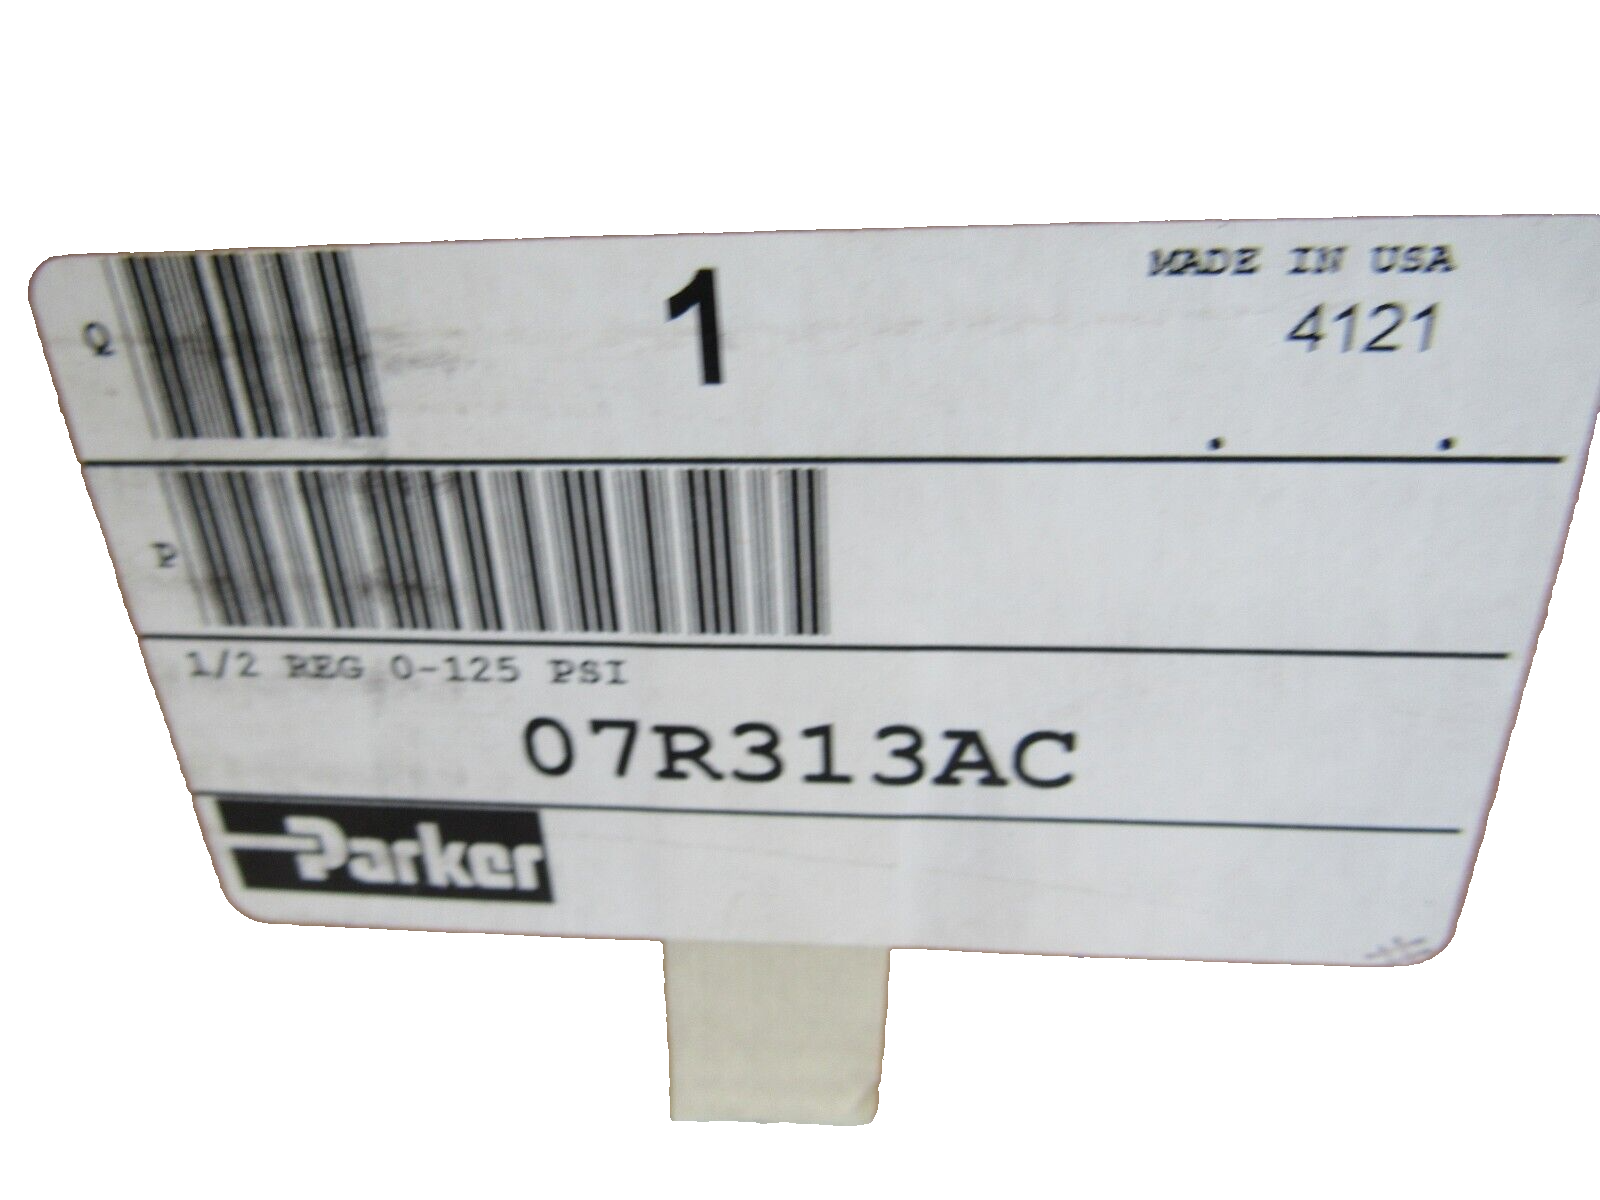 MADE IN USA
Q 1 4121
P
1/2 REG 0-125 PSI
07R313AC
Parker